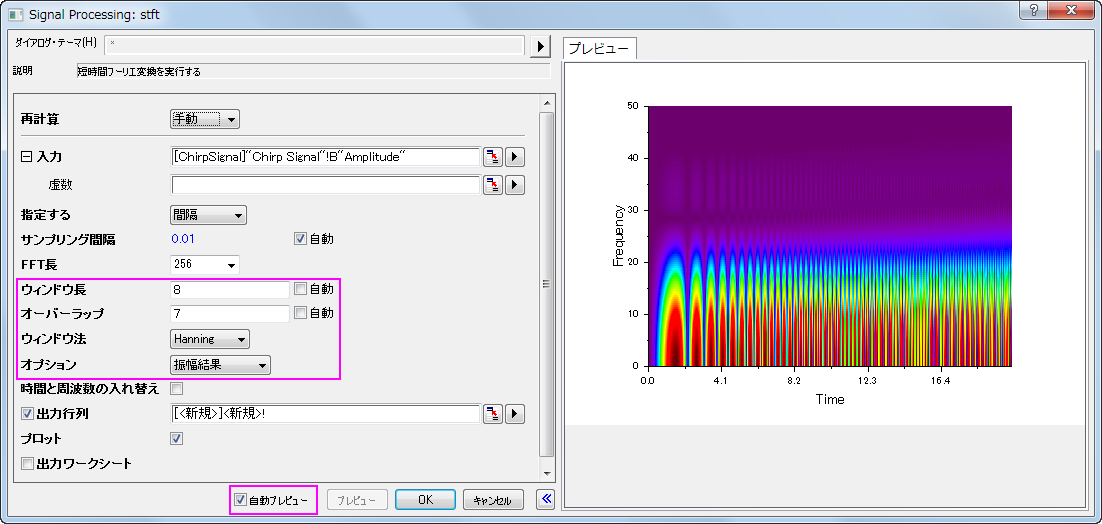 Signal Processing: stft
ダイアログ・テーマ(H) *
説明 短時間フーリエ変換を実行する
再計算 手動
入力 [ChirpSignal]"Chirp Signal"!B"Amplitude"
虚数
指定する 間隔
サンプリング間隔 0.01 自動
FFT長 256
ウィンドウ長 8 自動
オーバーラップ 7 自動
ウィンドウ法 Hanning
オプション 振幅結果
時間と周波数の入れ替え
出力行列 [<新規>]<新規>!
プロット
出力ワークシート
自動プレビュー プレビュー OK キャンセル
プレビュー
50
40
30
20
10
0
Frequency
0.0 4.1 8.2 12.3 16.4
Time